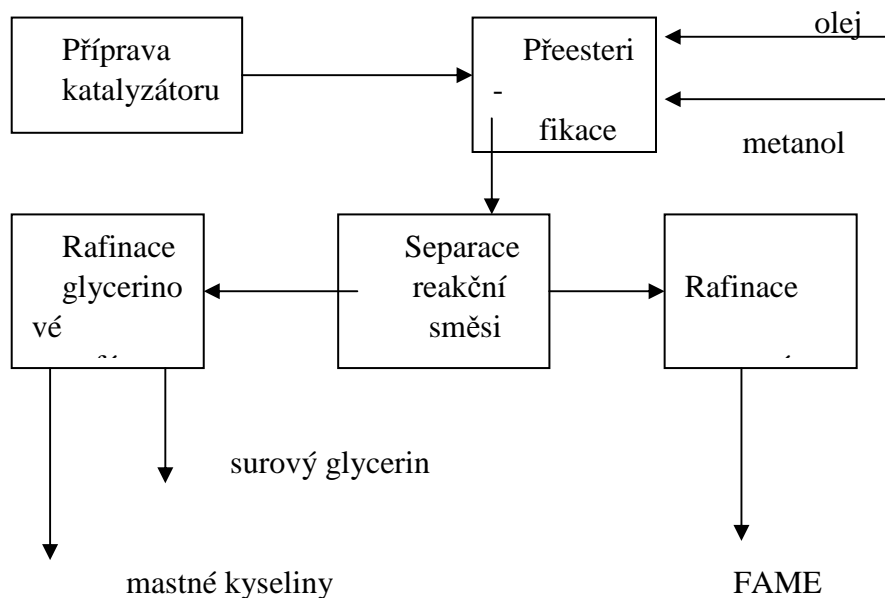 Příprava
katalyzátoru
Přeesteri
-
fikace
olej
metanol
Rafinace
glycerino
vé
Separace
reakční
směsi
Rafinace
surový glycerin
mastné kyseliny
FAME